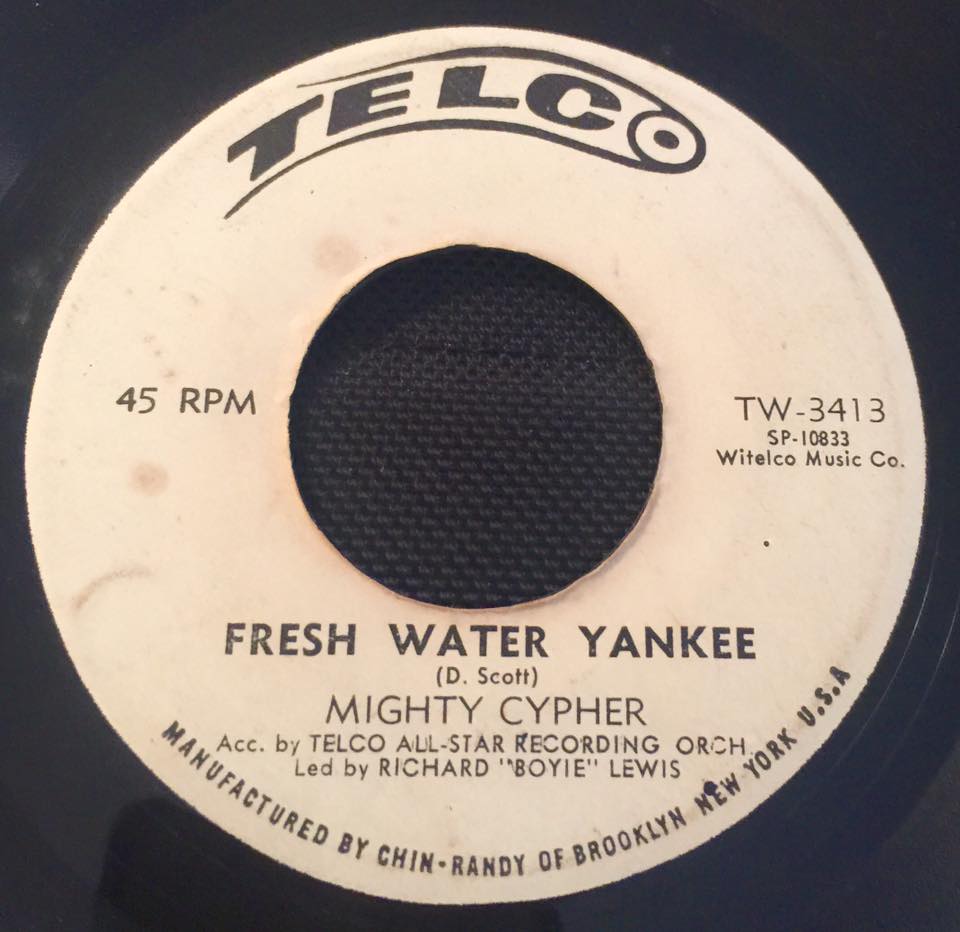 TELCO
45 RPM
TW-3413
SP-10833
Witelco Music Co.
FRESH WATER YANKEE
(D. Scott)
MIGHTY CYPHER
Acc. by TELCO ALL-STAR RECORDING ORCH.
Led by RICHARD "BOYIE" LEWIS
MANUFACTURED BY CHIN-RANDY OF BROOKLYN NEW YORK U.S.A